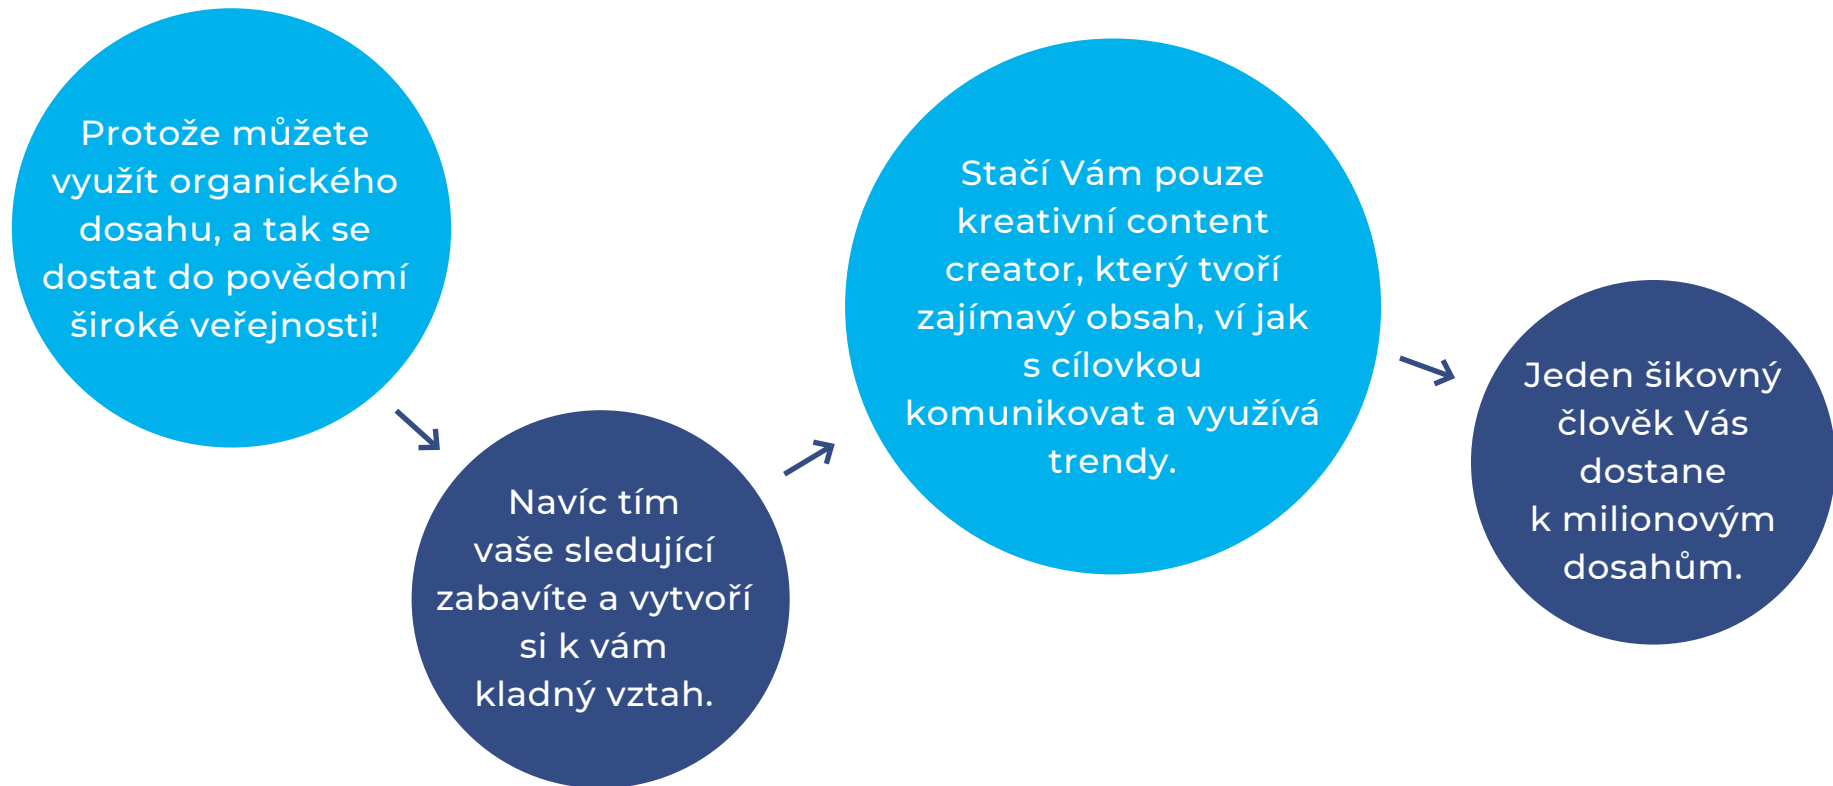 Protože můžete
využít organického
dosahu, a tak se
dostat do povědomí
široké veřejnosti!
Navíc tím
vaše sledující
zabavíte a vytvoří
si k vám
kladný vztah.
Stačí Vám pouze
kreativní content
creator, který tvoří
zajímavý obsah, ví jak
s cílovkou
komunikovat a využívá
trendy.
Jeden šikovný
člověk Vás
dostane
k milionovým
dosahům.